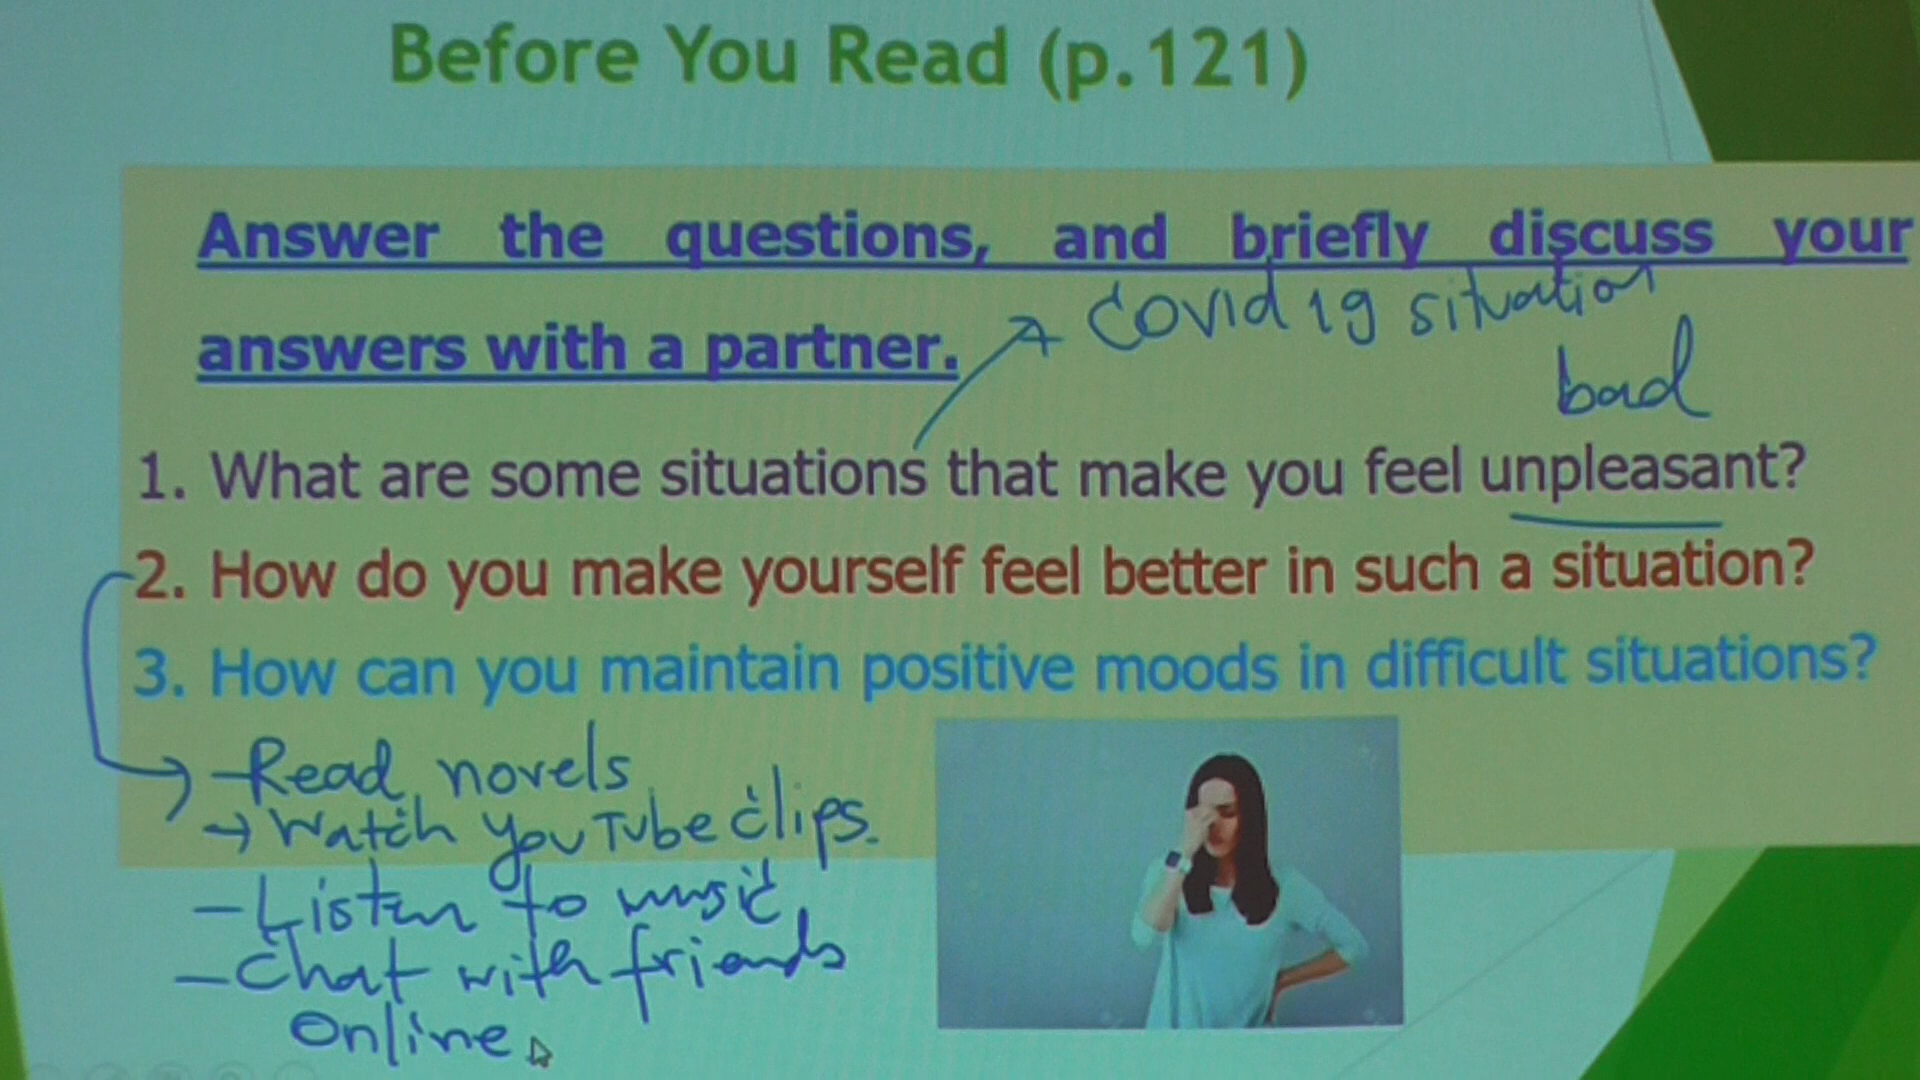 Before You Read (p.121)
Answer the questions, and briefly discuss your
answers with a partner.
Covid 19 situation
bad
1. What are some situations that make you feel unpleasant?
2. How do you make yourself feel better in such a situation?
3. How can you maintain positive moods in difficult situations?
- Read novels
→ Watch YouTube clips.
- Listen to music,
- Chat with friends
online.